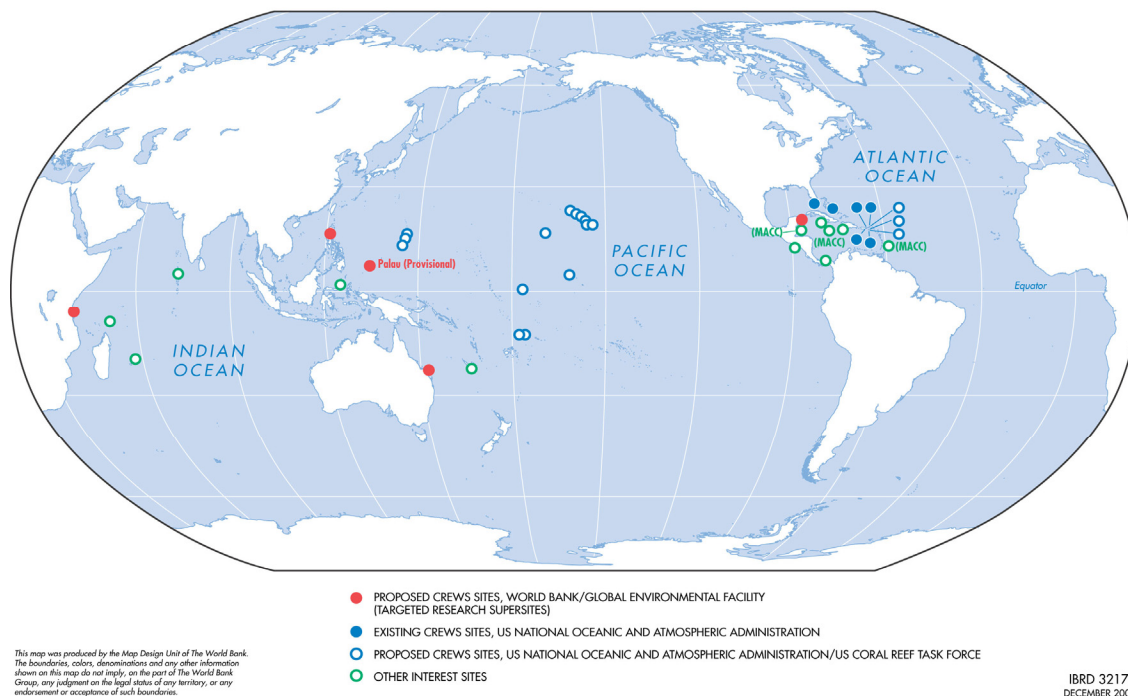 ATLANTIC
OCEAN
(MACC)
(MACC)
(MACC)
PACIFIC
OCEAN
Palau (Provisional)
Equator
INDIAN
OCEAN
PROPOSED CREWS SITES, WORLD BANK/GLOBAL ENVIRONMENTAL FACILITY
(TARGETED RESEARCH SUPERSITES)
EXISTING CREWS SITES, US NATIONAL OCEANIC AND ATMOSPHERIC ADMINISTRATION
PROPOSED CREWS SITES, US NATIONAL OCEANIC AND ATMOSPHERIC ADMINISTRATION/US CORAL REEF TASK FORCE
OTHER INTEREST SITES
This map was produced by the Map Design Unit of The World Bank.
The boundaries, colors, denominations and any other information
shown on this map do not imply, on the part of The World Bank
Group, any judgment on the legal status of any territory, or any
endorsement or acceptance of such boundaries.
IBRD 3217
DECEMBER 200